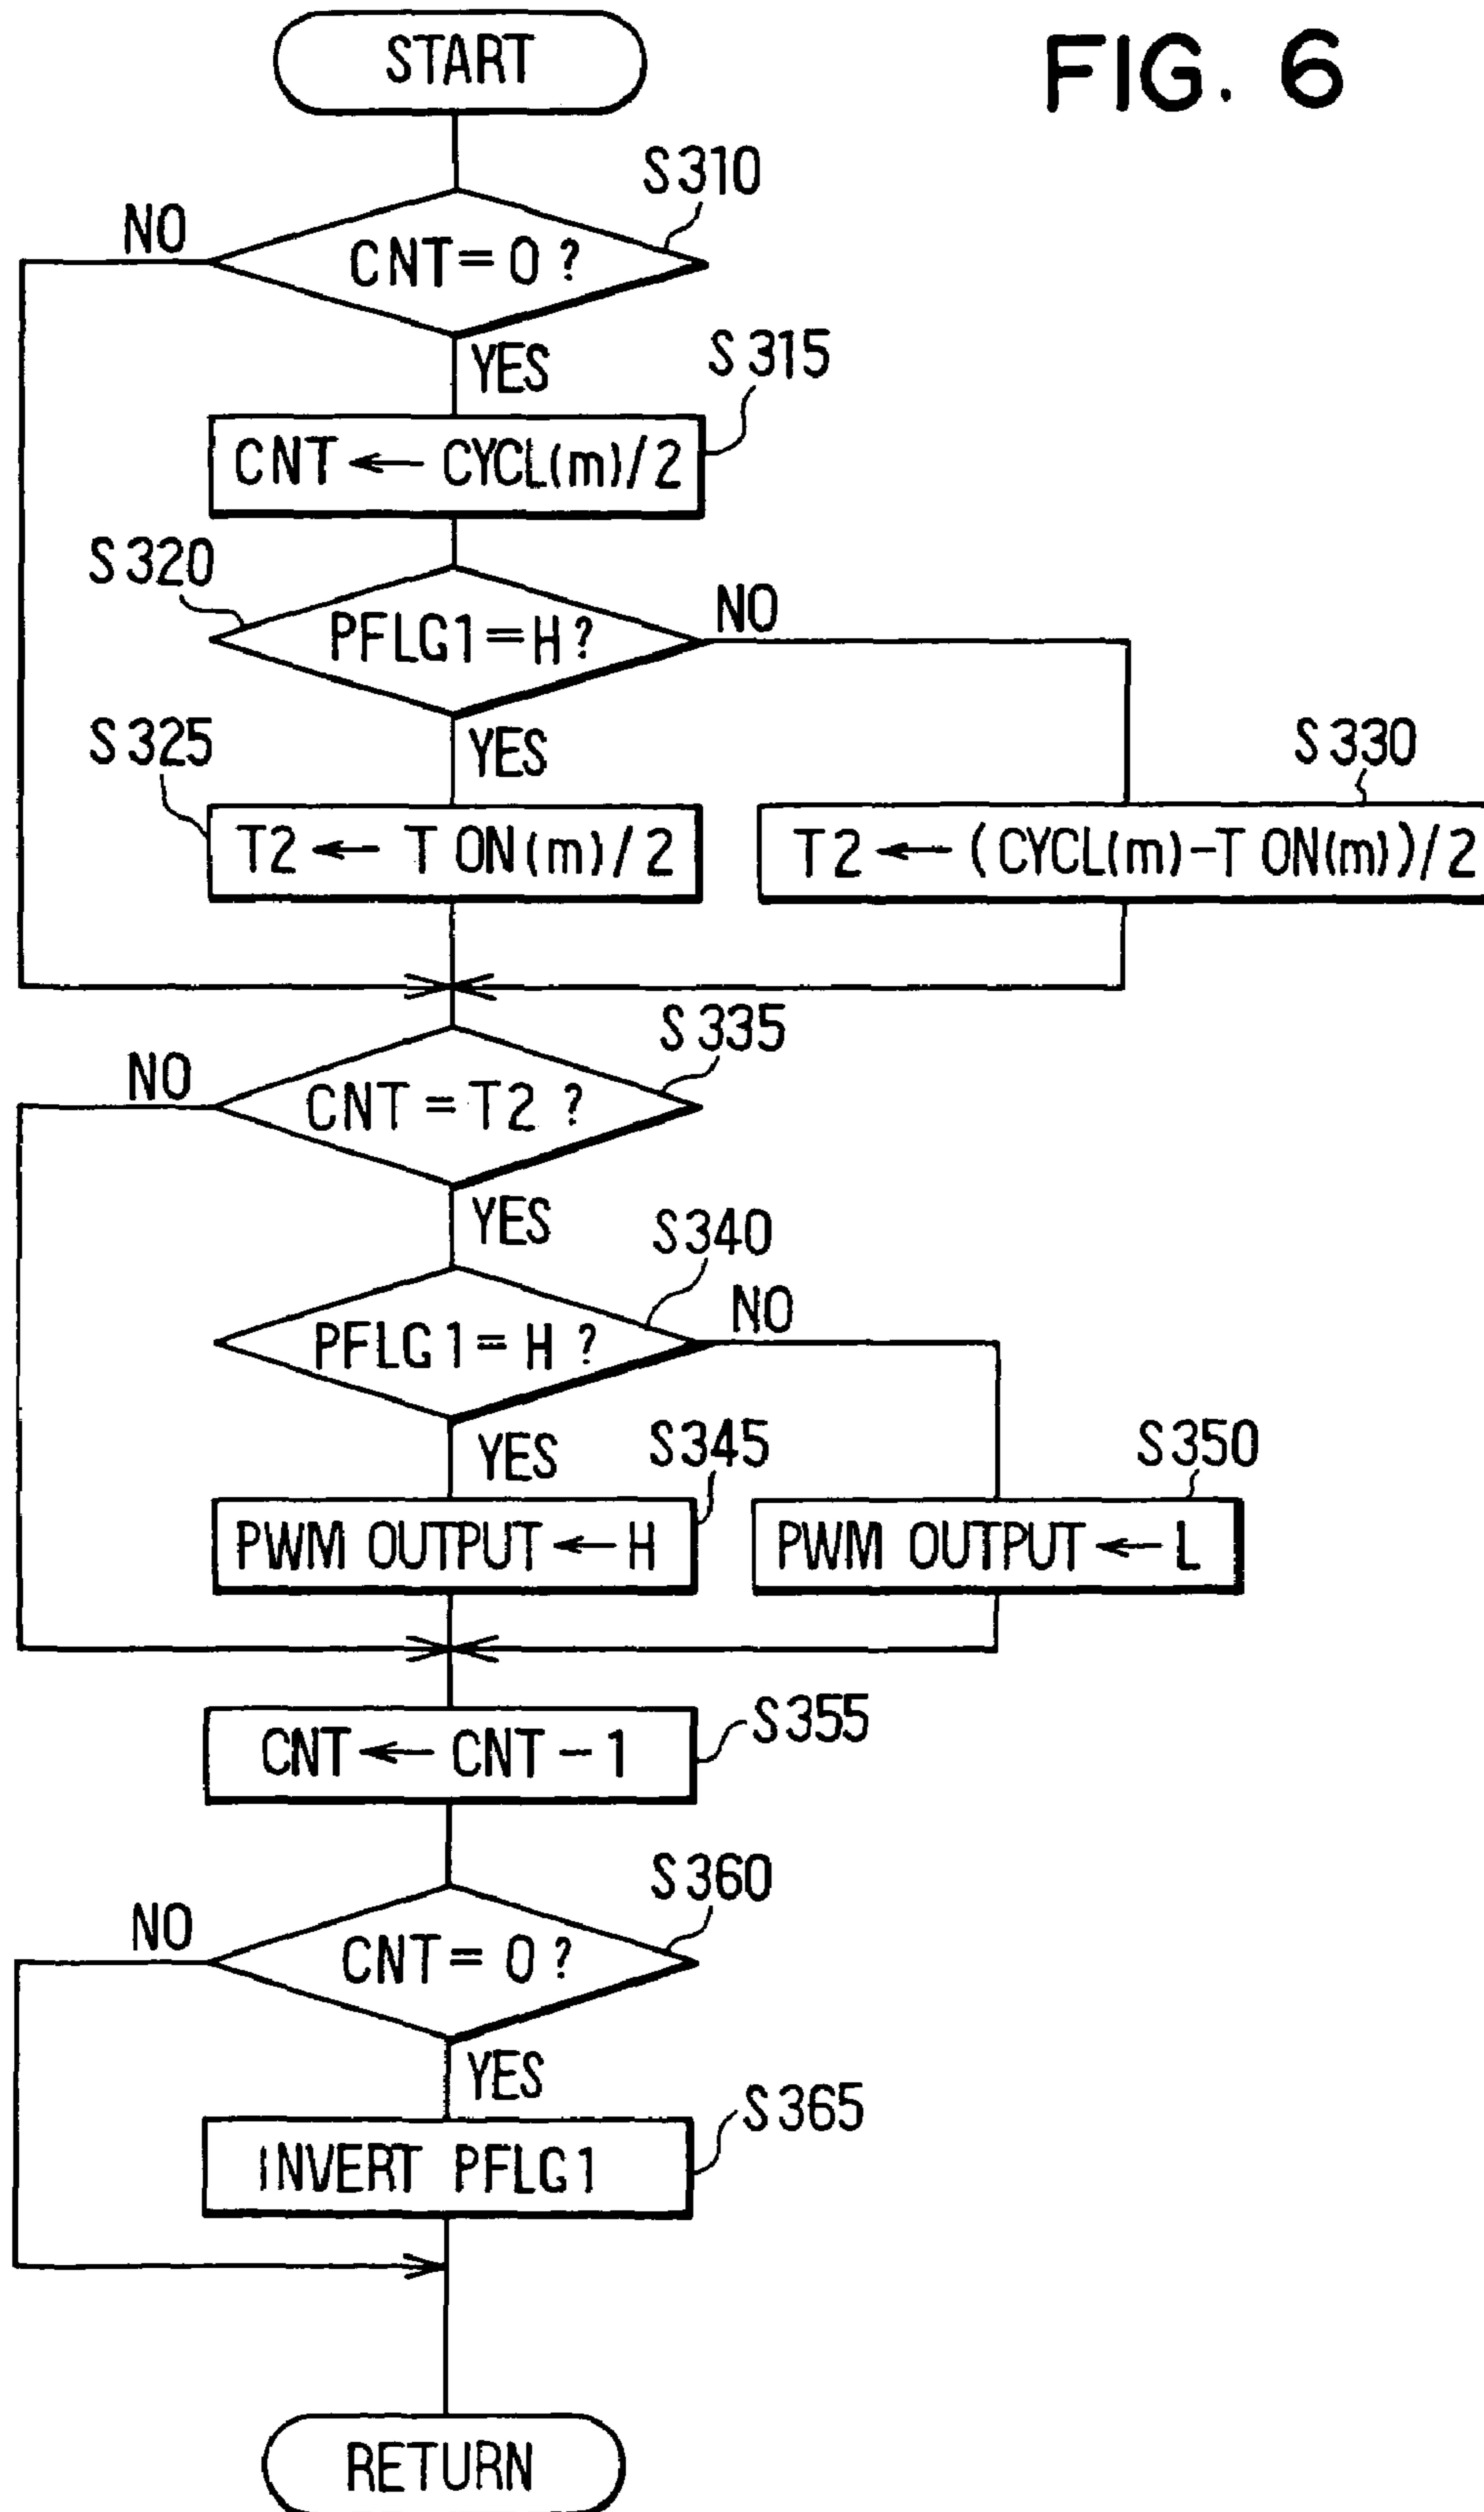 START
FIG. 6
S310
NO
CNT=0?
YES
S315
CNT ← CYCL(m)/2
S320
PFLG1=H?
NO
S325
YES
S330
T2 ← T ON(m)/2
T2 ← (CYCL(m)-T ON(m))/2
S335
NO
CNT=T2?
YES
S340
PFLG1=H?
NO
YES
S345
S350
PWM OUTPUT ← H
PWM OUTPUT ← L
S355
CNT ← CNT-1
S360
NO
CNT=0?
YES
S365
INVERT PFLG1
RETURN